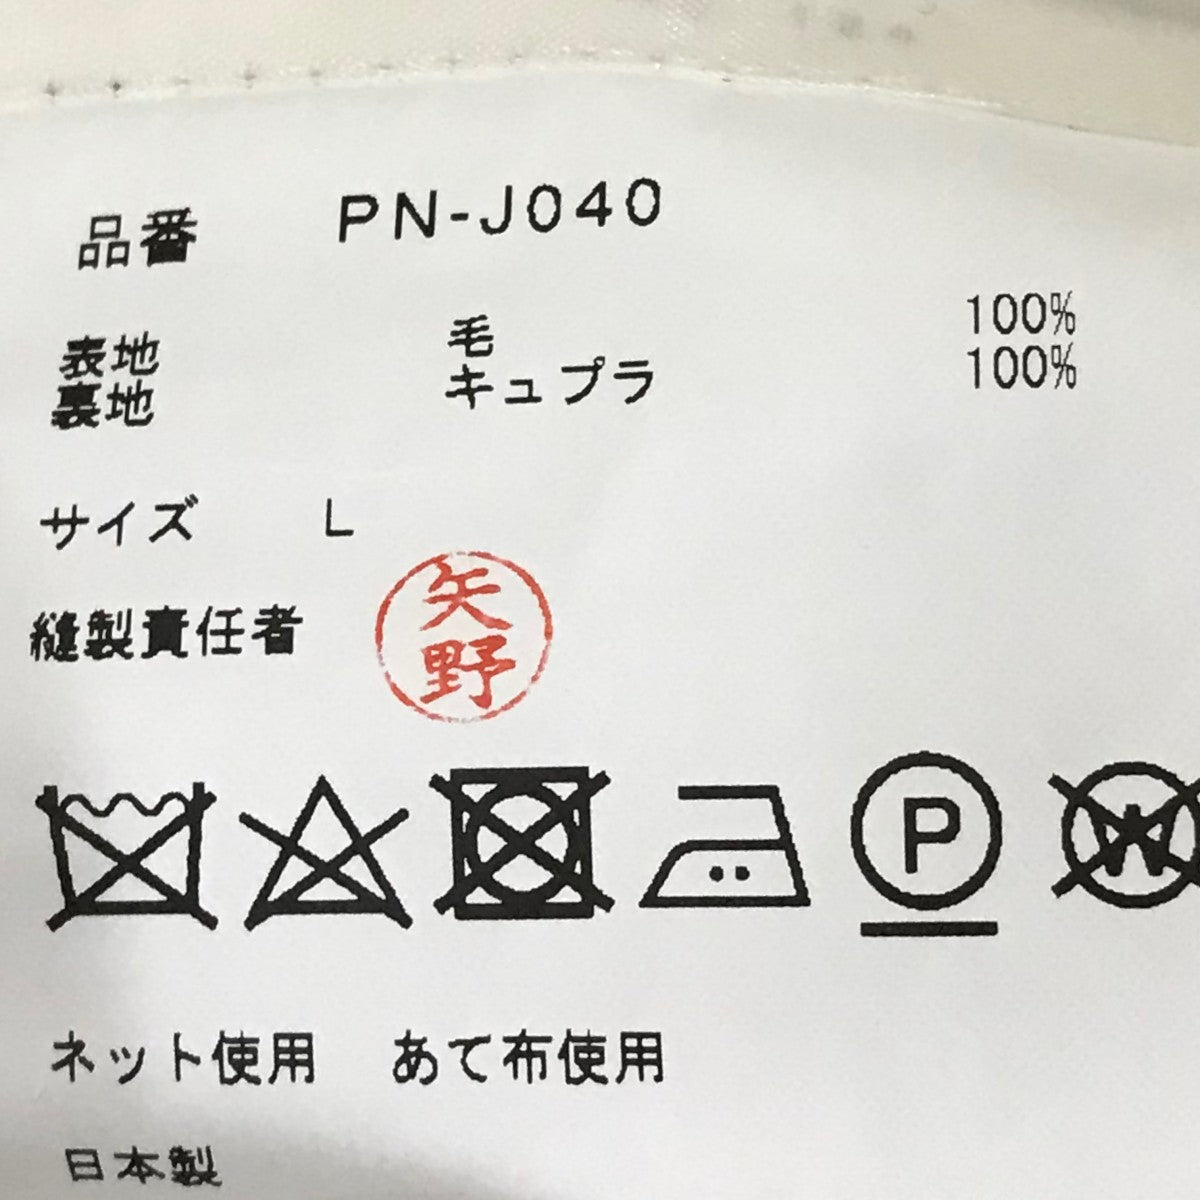 品番 PN-J040
表地 毛 100%
裏地 キュプラ 100%
サイズ L
縫製責任者 矢野
P W
ネット使用 あて布使用
日本製